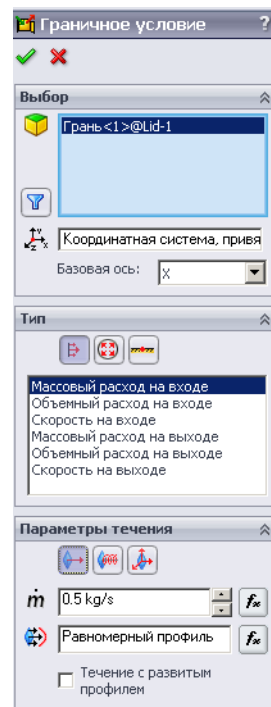 Граничное условие ?
Выбор
Грань<1>@Lid-1
Координатная система, привя
Базовая ось: X
Тип
Массовый расход на входе
Объемный расход на входе
Скорость на входе
Массовый расход на выходе
Объемный расход на выходе
Скорость на выходе
Параметры течения
ṁ 0.5 kg/s fx
Равномерный профиль fx
Течение с развитым
профилем